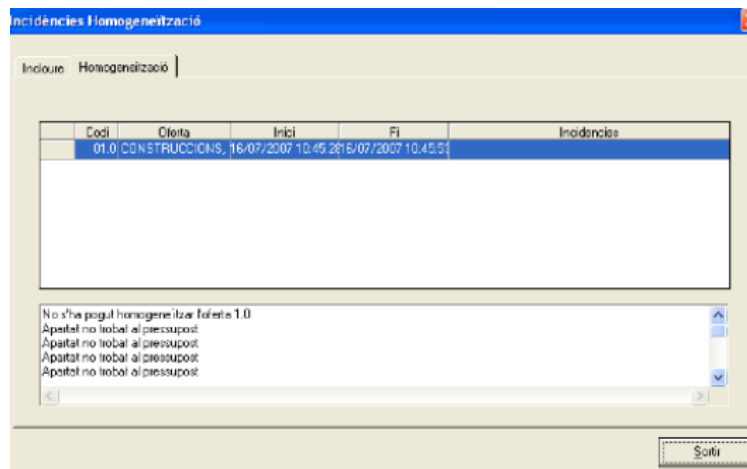 Incidències Homogeneïtzació
Incloure Homogeneïtzació
Codi Oferta Inici Fi Incidencies
01.0 CONSTRUCCIONS, 16/07/2007 10:45:28 16/07/2007 10:45:59
No s'ha pogut homogeneïtzar l'oferta 1.0
Apartat no trobat al pressupost
Apartat no trobat al pressupost
Apartat no trobat al pressupost
Apartat no trobat al pressupost
Sortir